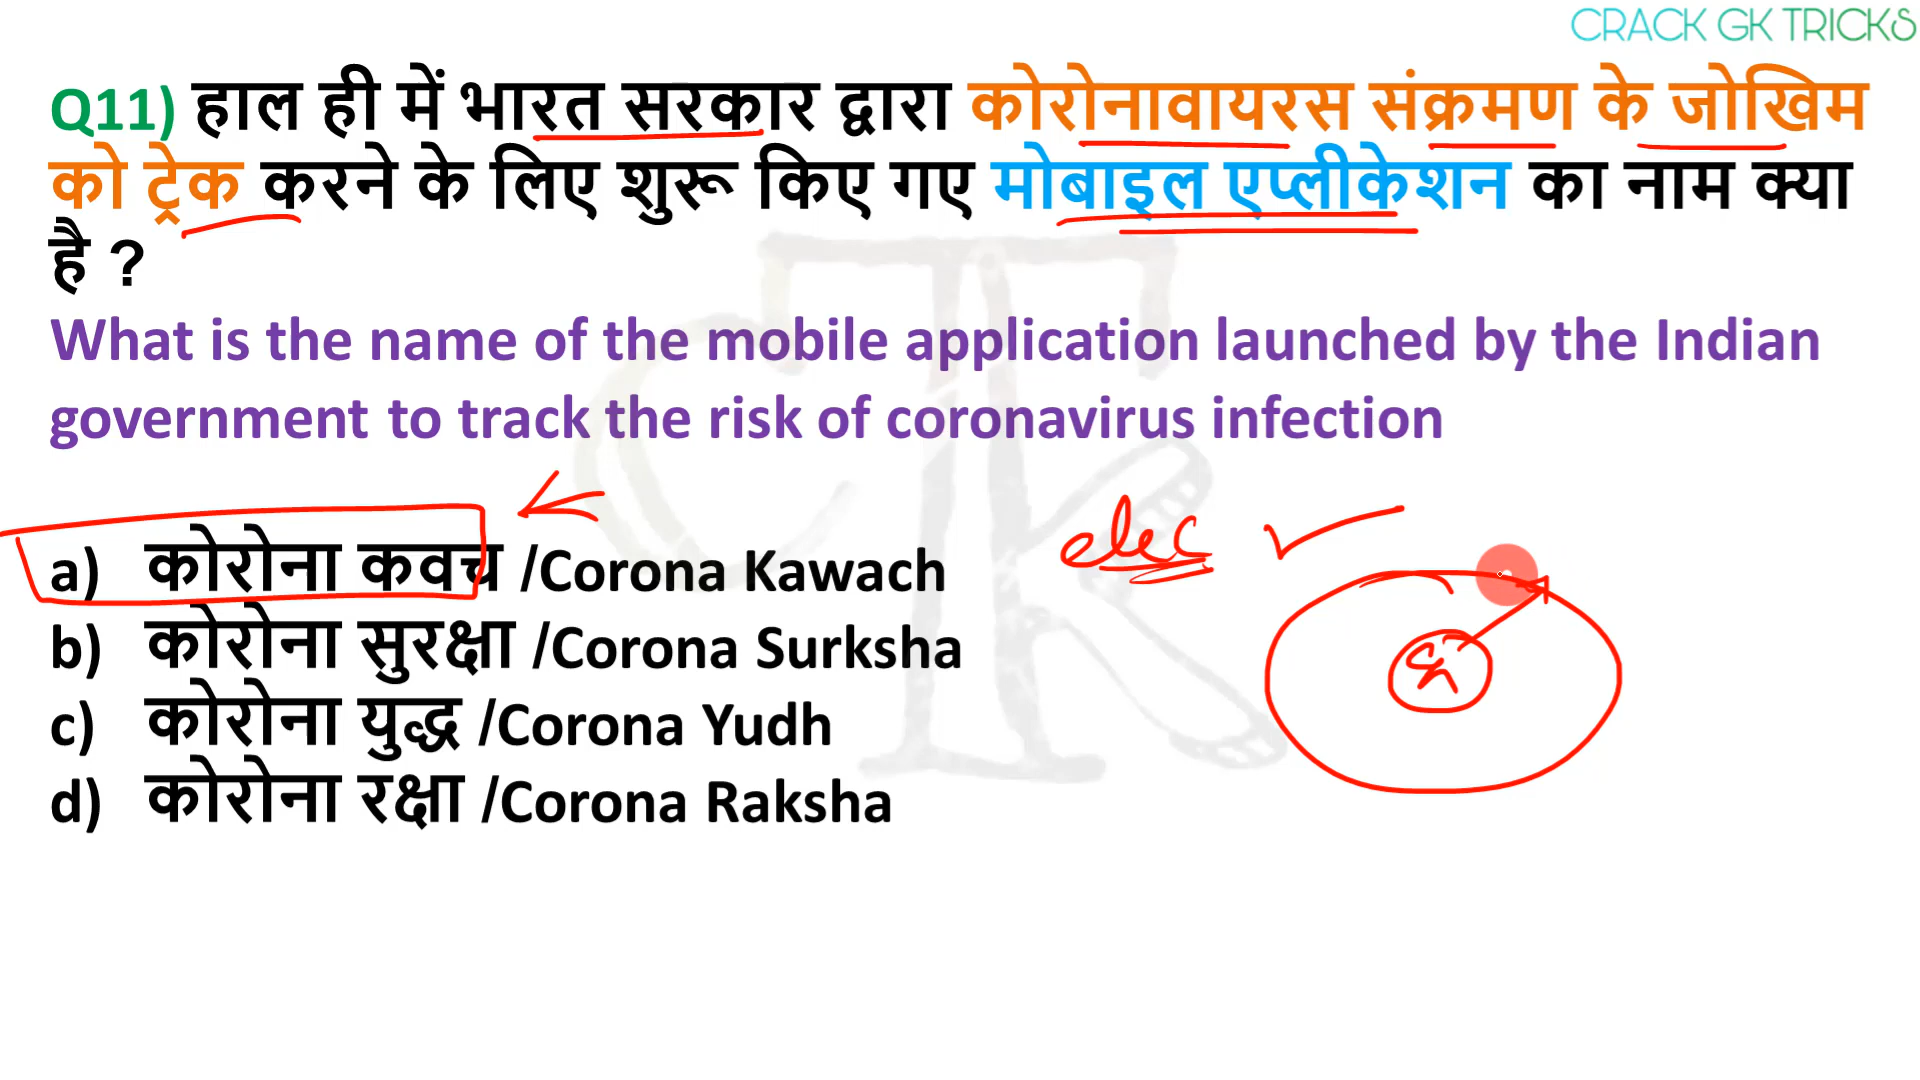 CRACK GK TRICKS
Q11) हाल ही में भारत सरकार द्वारा कोरोनावायरस संक्रमण के जोखिम
को ट्रेक करने के लिए शुरू किए गए मोबाइल एप्लीकेशन का नाम क्या
है ?
What is the name of the mobile application launched by the Indian
government to track the risk of coronavirus infection
a) कोरोना कवच /Corona Kawach
b) कोरोना सुरक्षा /Corona Surksha
c) कोरोना युद्ध /Corona Yudh
d) कोरोना रक्षा /Corona Raksha